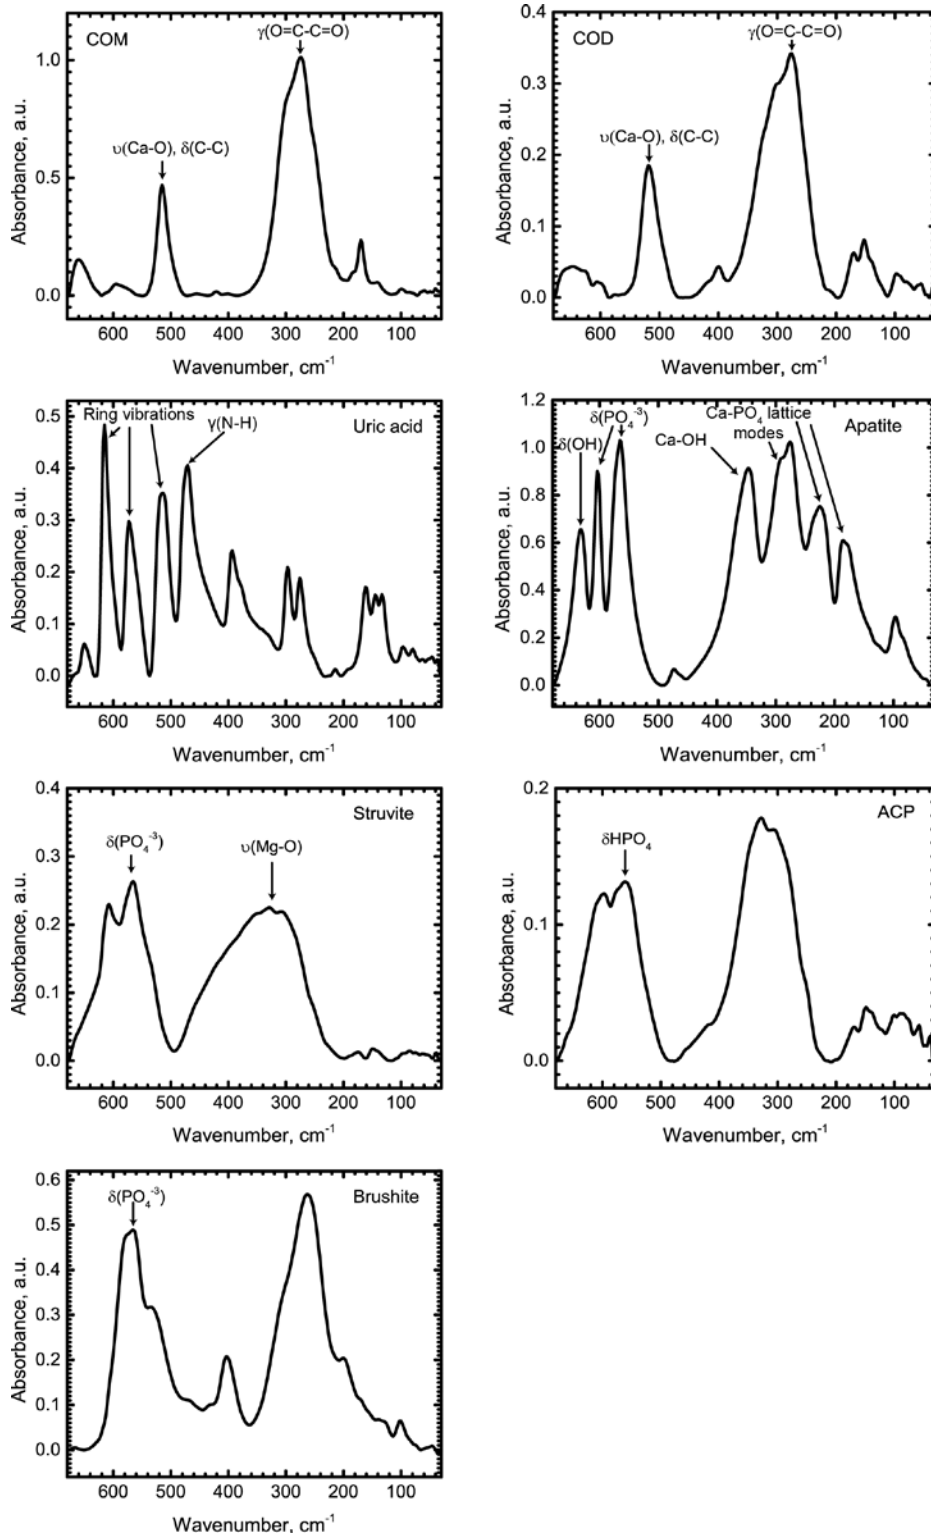 COM
γ(O=C-C=O)
υ(Ca-O), δ(C-C)
1.0
0.5
0.0
Absorbance, a.u.
600 500 400 300 200 100
Wavenumber, cm-1
COD
γ(O=C-C=O)
υ(Ca-O), δ(C-C)
0.4
0.3
0.2
0.1
0.0
Absorbance, a.u.
600 500 400 300 200 100
Wavenumber, cm-1
Ring vibrations
γ(N-H)
Uric acid
0.5
0.4
0.3
0.2
0.1
0.0
Absorbance, a.u.
600 500 400 300 200 100
Wavenumber, cm-1
δ(OH)
δ(PO4-3)
Ca-OH
Ca-PO4 lattice
modes
Apatite
1.2
1.0
0.8
0.6
0.4
0.2
0.0
Absorbance, a.u.
600 500 400 300 200 100
Wavenumber, cm-1
Struvite
δ(PO4-3)
υ(Mg-O)
0.4
0.3
0.2
0.1
0.0
Absorbance, a.u.
600 500 400 300 200 100
Wavenumber, cm-1
ACP
δHPO4
0.2
0.1
0.0
Absorbance, a.u.
600 500 400 300 200 100
Wavenumber, cm-1
δ(PO4-3)
Brushite
0.6
0.5
0.4
0.3
0.2
0.1
0.0
Absorbance, a.u.
600 500 400 300 200 100
Wavenumber, cm-1